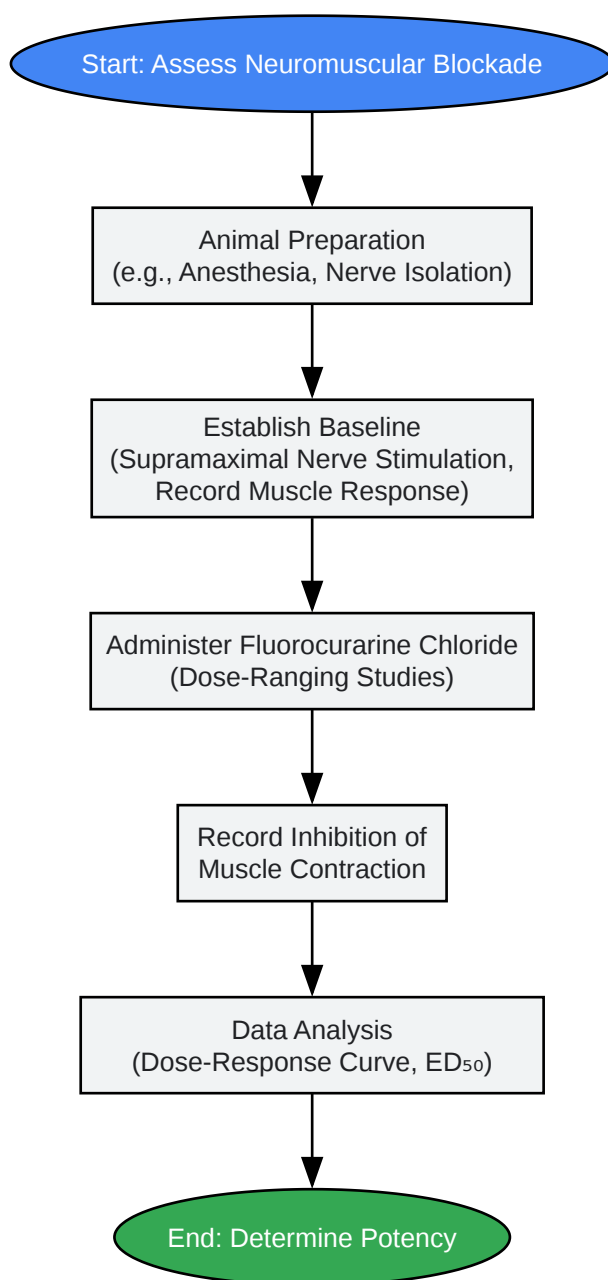 Start: Assess Neuromuscular Blockade
Animal Preparation
(e.g., Anesthesia, Nerve Isolation)
Establish Baseline
(Supramaximal Nerve Stimulation,
Record Muscle Response)
Administer Fluorocurarine Chloride
(Dose-Ranging Studies)
Record Inhibition of
Muscle Contraction
Data Analysis
(Dose-Response Curve, ED₅₀)
End: Determine Potency